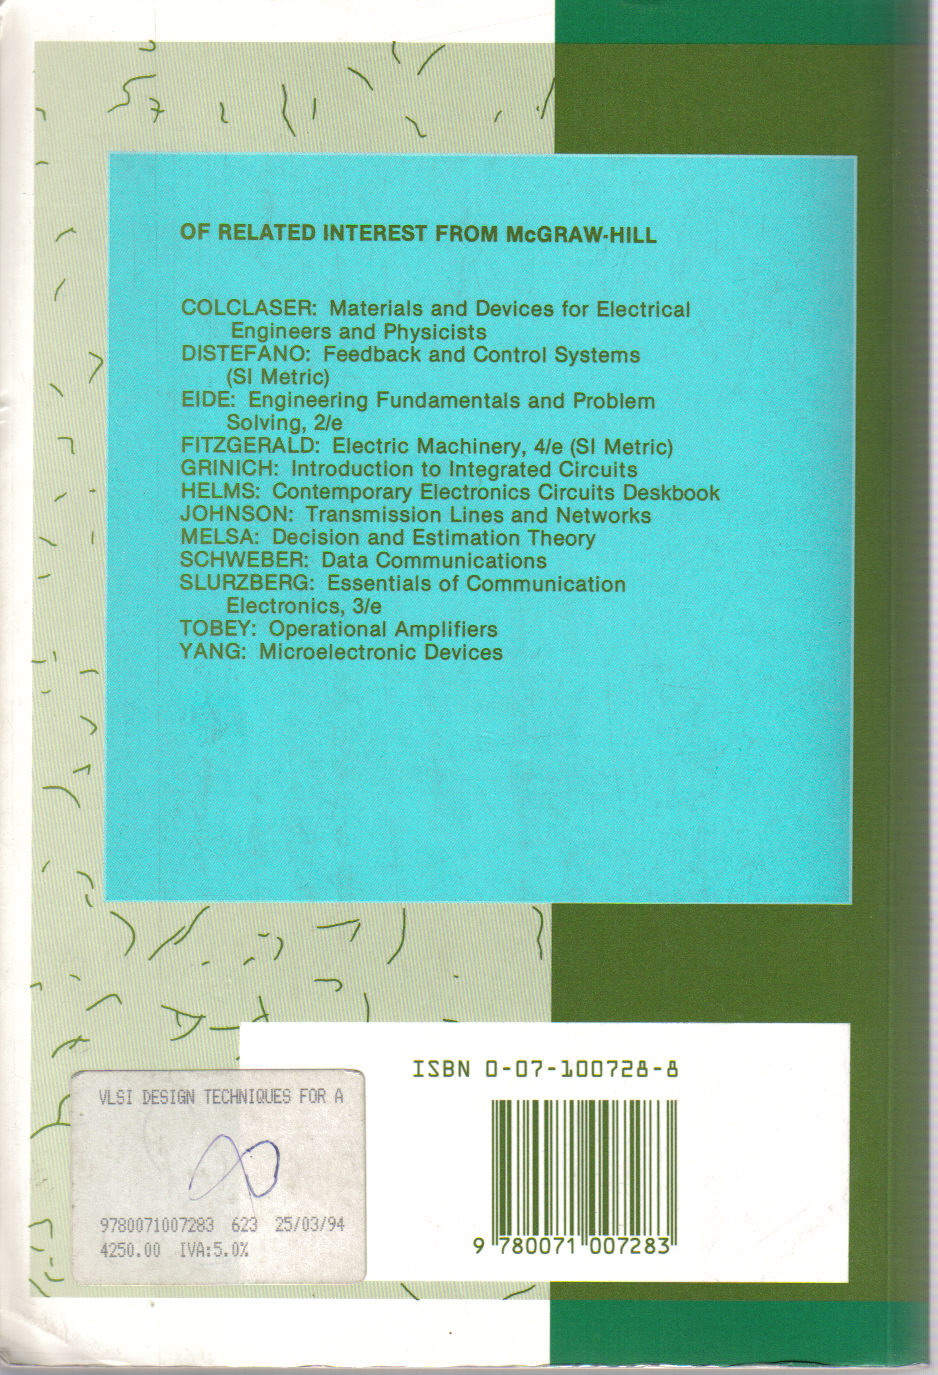 OF RELATED INTEREST FROM McGRAW-HILL
COLCLASER: Materials and Devices for Electrical
Engineers and Physicists
DISTEFANO: Feedback and Control Systems
(SI Metric)
EIDE: Engineering Fundamentals and Problem
Solving, 2/e
FITZGERALD: Electric Machinery, 4/e (SI Metric)
GRINICH: Introduction to Integrated Circuits
HELMS: Contemporary Electronics Circuits Deskbook
JOHNSON: Transmission Lines and Networks
MELSA: Decision and Estimation Theory
SCHWEBER: Data Communications
SLURZBERG: Essentials of Communication
Electronics, 3/e
TOBEY: Operational Amplifiers
YANG: Microelectronic Devices
ISBN 0-07-100728-8
9 780071 007283
VLSI DESIGN TECHNIQUES FOR A
9780071007283 623 25/03/94
4250.00 IVA:5.0%